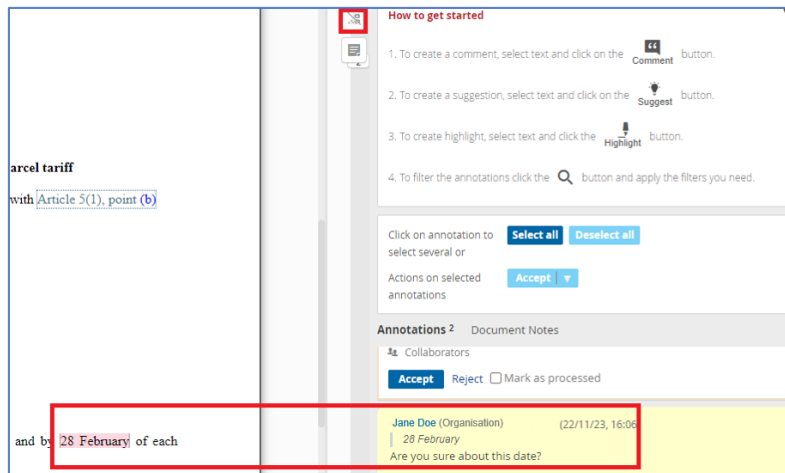 How to get started
1. To create a comment, select text and click on the Comment button.
2. To create a suggestion, select text and click on the Suggest button.
3. To create highlight, select text and click the Highlight button.
4. To filter the annotations click the button and apply the filters you need.
arcel tariff
with Article 5(1), point (b)
Click on annotation to select several or
Select all Deselect all
Actions on selected annotations
Accept
Annotations 2 Document Notes
Collaborators
Accept Reject Mark as processed
and by 28 February of each
Jane Doe (Organisation) (22/11/23, 16:06
28 February
Are you sure about this date?